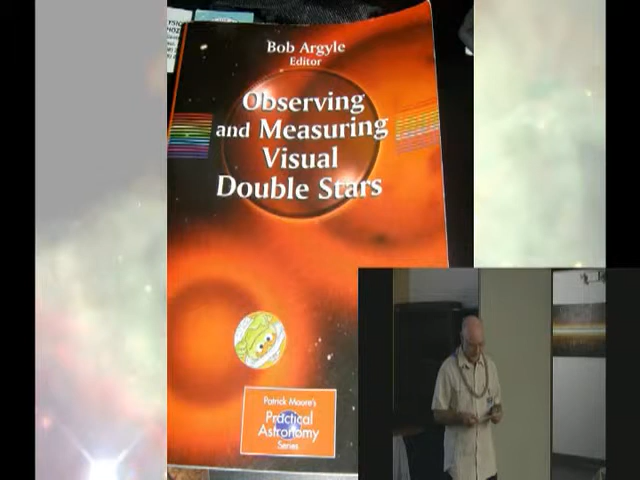 Bob Argyle
Editor
Observing
and Measuring
Visual
Double Stars
Patrick Moore's
Practical
Astronomy
Series